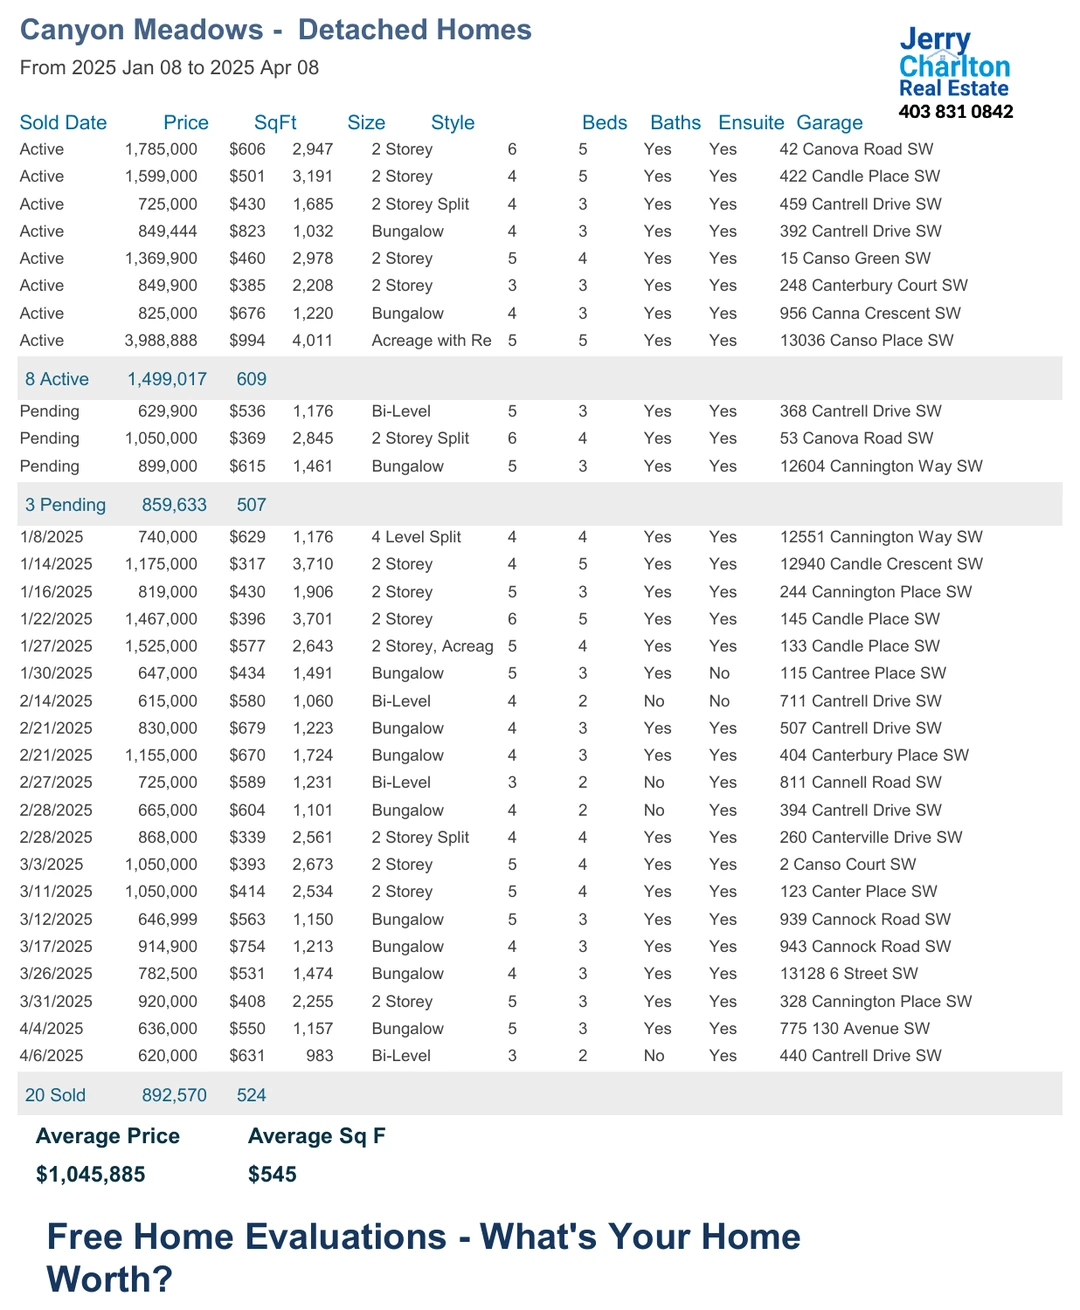 Canyon Meadows - Detached Homes
From 2025 Jan 08 to 2025 Apr 08
Jerry
Charlton
Real Estate
403 831 0842
Sold Date Price SqFt Size Style Beds Baths Ensuite Garage
Active 1,785,000 $606 2,947 2 Storey 6 5 Yes Yes 42 Canova Road SW
Active 1,599,000 $501 3,191 2 Storey 4 5 Yes Yes 422 Candle Place SW
Active 725,000 $430 1,685 2 Storey Split 4 3 Yes Yes 459 Cantrell Drive SW
Active 849,444 $823 1,032 Bungalow 4 3 Yes Yes 392 Cantrell Drive SW
Active 1,369,900 $460 2,978 2 Storey 5 4 Yes Yes 15 Canso Green SW
Active 849,900 $385 2,208 2 Storey 3 3 Yes Yes 248 Canterbury Court SW
Active 825,000 $676 1,220 Bungalow 4 3 Yes Yes 956 Canna Crescent SW
Active 3,988,888 $994 4,011 Acreage with Re 5 5 Yes Yes 13036 Canso Place SW
8 Active 1,499,017 609
Pending 629,900 $536 1,176 Bi-Level 5 3 Yes Yes 368 Cantrell Drive SW
Pending 1,050,000 $369 2,845 2 Storey Split 6 4 Yes Yes 53 Canova Road SW
Pending 899,000 $615 1,461 Bungalow 5 3 Yes Yes 12604 Cannington Way SW
3 Pending 859,633 507
1/8/2025 740,000 $629 1,176 4 Level Split 4 4 Yes Yes 12551 Cannington Way SW
1/14/2025 1,175,000 $317 3,710 2 Storey 4 5 Yes Yes 12940 Candle Crescent SW
1/16/2025 819,000 $430 1,906 2 Storey 5 3 Yes Yes 244 Cannington Place SW
1/22/2025 1,467,000 $396 3,701 2 Storey 6 5 Yes Yes 145 Candle Place SW
1/27/2025 1,525,000 $577 2,643 2 Storey, Acreag 5 4 Yes Yes 133 Candle Place SW
1/30/2025 647,000 $434 1,491 Bungalow 5 3 Yes No 115 Cantree Place SW
2/14/2025 615,000 $580 1,060 Bi-Level 4 2 No No 711 Cantrell Drive SW
2/21/2025 830,000 $679 1,223 Bungalow 4 3 Yes Yes 507 Cantrell Drive SW
2/21/2025 1,155,000 $670 1,724 Bungalow 4 3 Yes Yes 404 Canterbury Place SW
2/27/2025 725,000 $589 1,231 Bi-Level 3 2 No Yes 811 Cannell Road SW
2/28/2025 665,000 $604 1,101 Bungalow 4 2 No Yes 394 Cantrell Drive SW
2/28/2025 868,000 $339 2,561 2 Storey Split 4 4 Yes Yes 260 Canterville Drive SW
3/3/2025 1,050,000 $393 2,673 2 Storey 5 4 Yes Yes 2 Canso Court SW
3/11/2025 1,050,000 $414 2,534 2 Storey 5 4 Yes Yes 123 Canter Place SW
3/12/2025 646,999 $563 1,150 Bungalow 5 3 Yes Yes 939 Cannock Road SW
3/17/2025 914,900 $754 1,213 Bungalow 4 3 Yes Yes 943 Cannock Road SW
3/26/2025 782,500 $531 1,474 Bungalow 4 3 Yes Yes 13128 6 Street SW
3/31/2025 920,000 $408 2,255 2 Storey 5 3 Yes Yes 328 Cannington Place SW
4/4/2025 636,000 $550 1,157 Bungalow 5 3 Yes Yes 775 130 Avenue SW
4/6/2025 620,000 $631 983 Bi-Level 3 2 No Yes 440 Cantrell Drive SW
20 Sold 892,570 524
Average Price Average Sq F
$1,045,885 $545
Free Home Evaluations - What's Your Home
Worth?